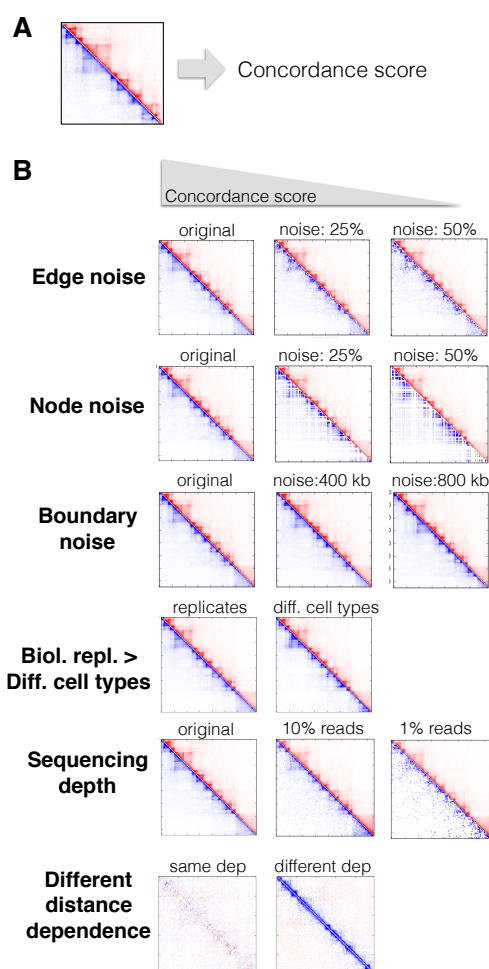 A
Concordance score
B
Concordance score
original noise: 25% noise: 50%
Edge noise
original noise: 25% noise: 50%
Node noise
original noise:400 kb noise:800 kb
Boundary
noise
replicates diff. cell types
Biol. repl. >
Diff. cell types
original 10% reads 1% reads
Sequencing
depth
same dep different dep
Different
distance
dependence